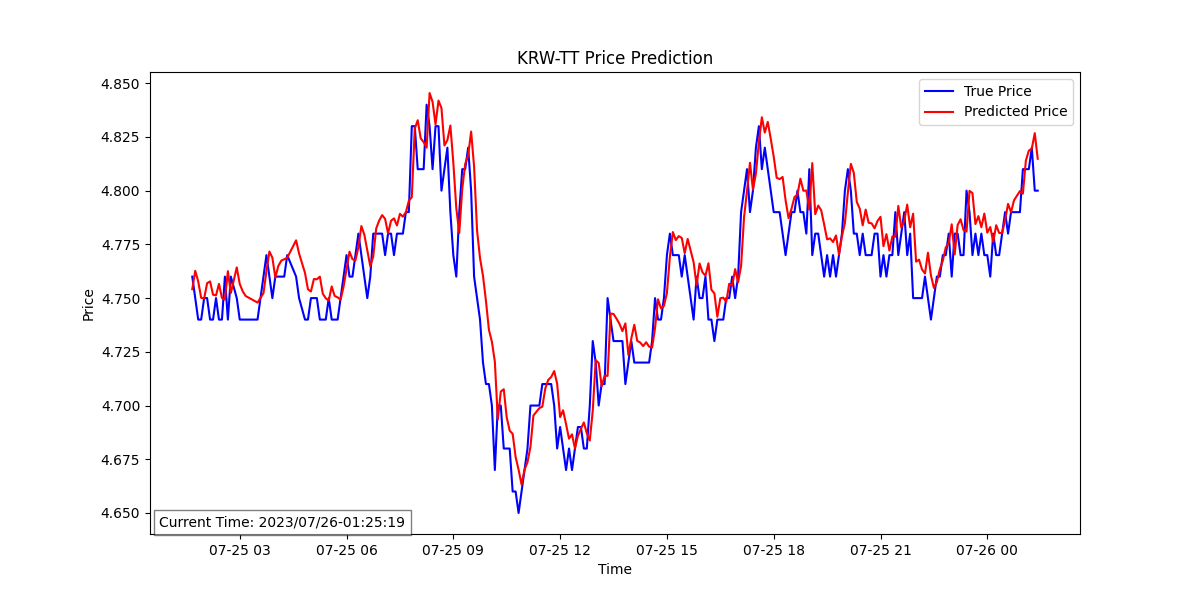 KRW-TT Price Prediction
True Price
Predicted Price
Price
4.850
4.825
4.800
4.775
4.750
4.725
4.700
4.675
4.650
Current Time: 2023/07/26-01:25:19
07-25 03 07-25 06 07-25 09 07-25 12 07-25 15 07-25 18 07-25 21 07-26 00
Time